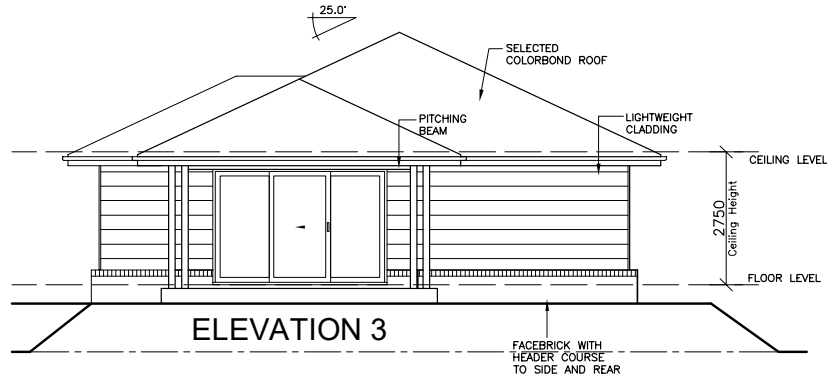 25.0°
SELECTED
COLORBOND ROOF
PITCHING
BEAM
LIGHTWEIGHT
CLADDING
CEILING LEVEL
2750
Ceiling Height
FLOOR LEVEL
ELEVATION 3
FACEBRICK WITH
HEADER COURSE
TO SIDE AND REAR